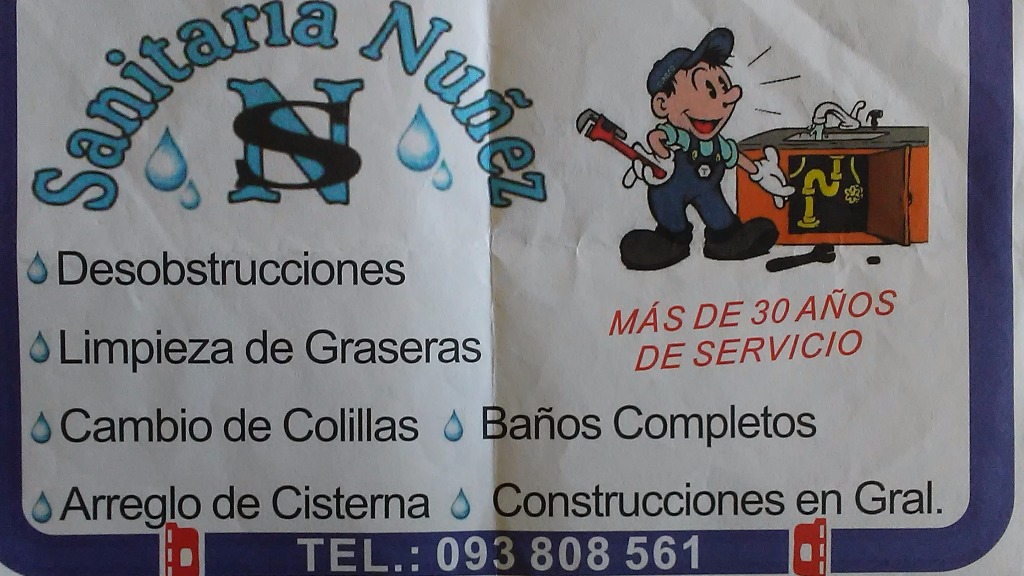 Sanitaria Nuñez
NS
Desobstrucciones
Limpieza de Graseras
MÁS DE 30 AÑOS
DE SERVICIO
Cambio de Colillas Baños Completos
Arreglo de Cisterna Construcciones en Gral.
TEL.: 093 808 561